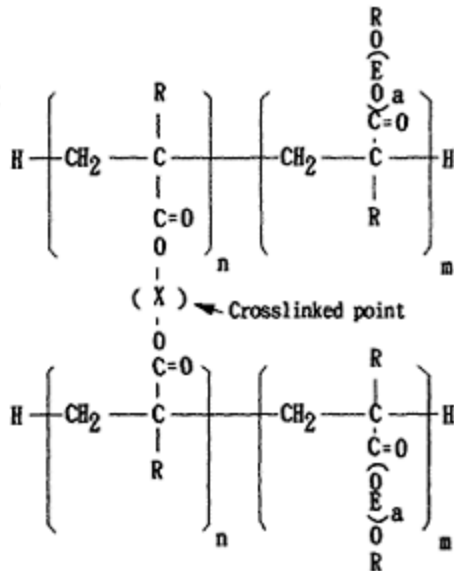 R
O
(E
O)a
R C=O
H CH2 C CH2 C H
C=O R
O n m
(X) Crosslinked point
O
C=O R
H CH2 C CH2 C H
R C=O
n (O
E)a m
O
R